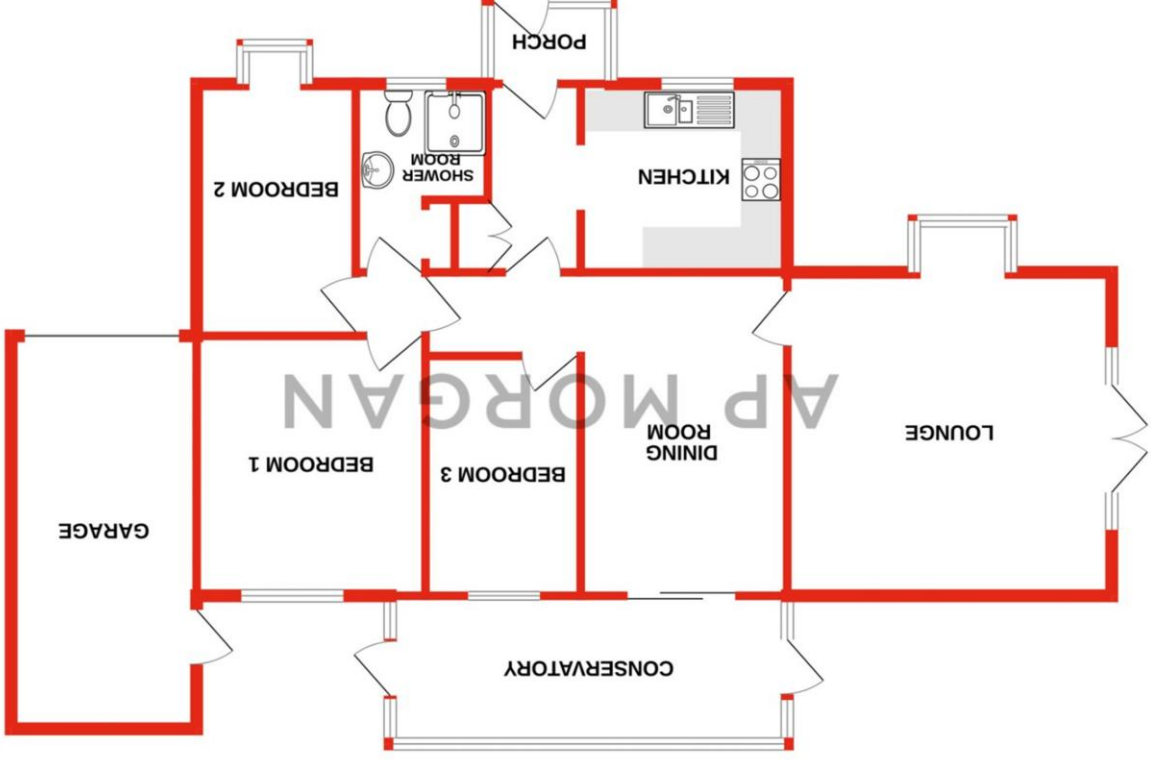 CONSERVATORY
GARAGE
BEDROOM 3
BEDROOM 1
DINING
ROOM
LOUNGE
AP MORGAN
BEDROOM 2
KITCHEN
SHOWER
ROOM
PORCH